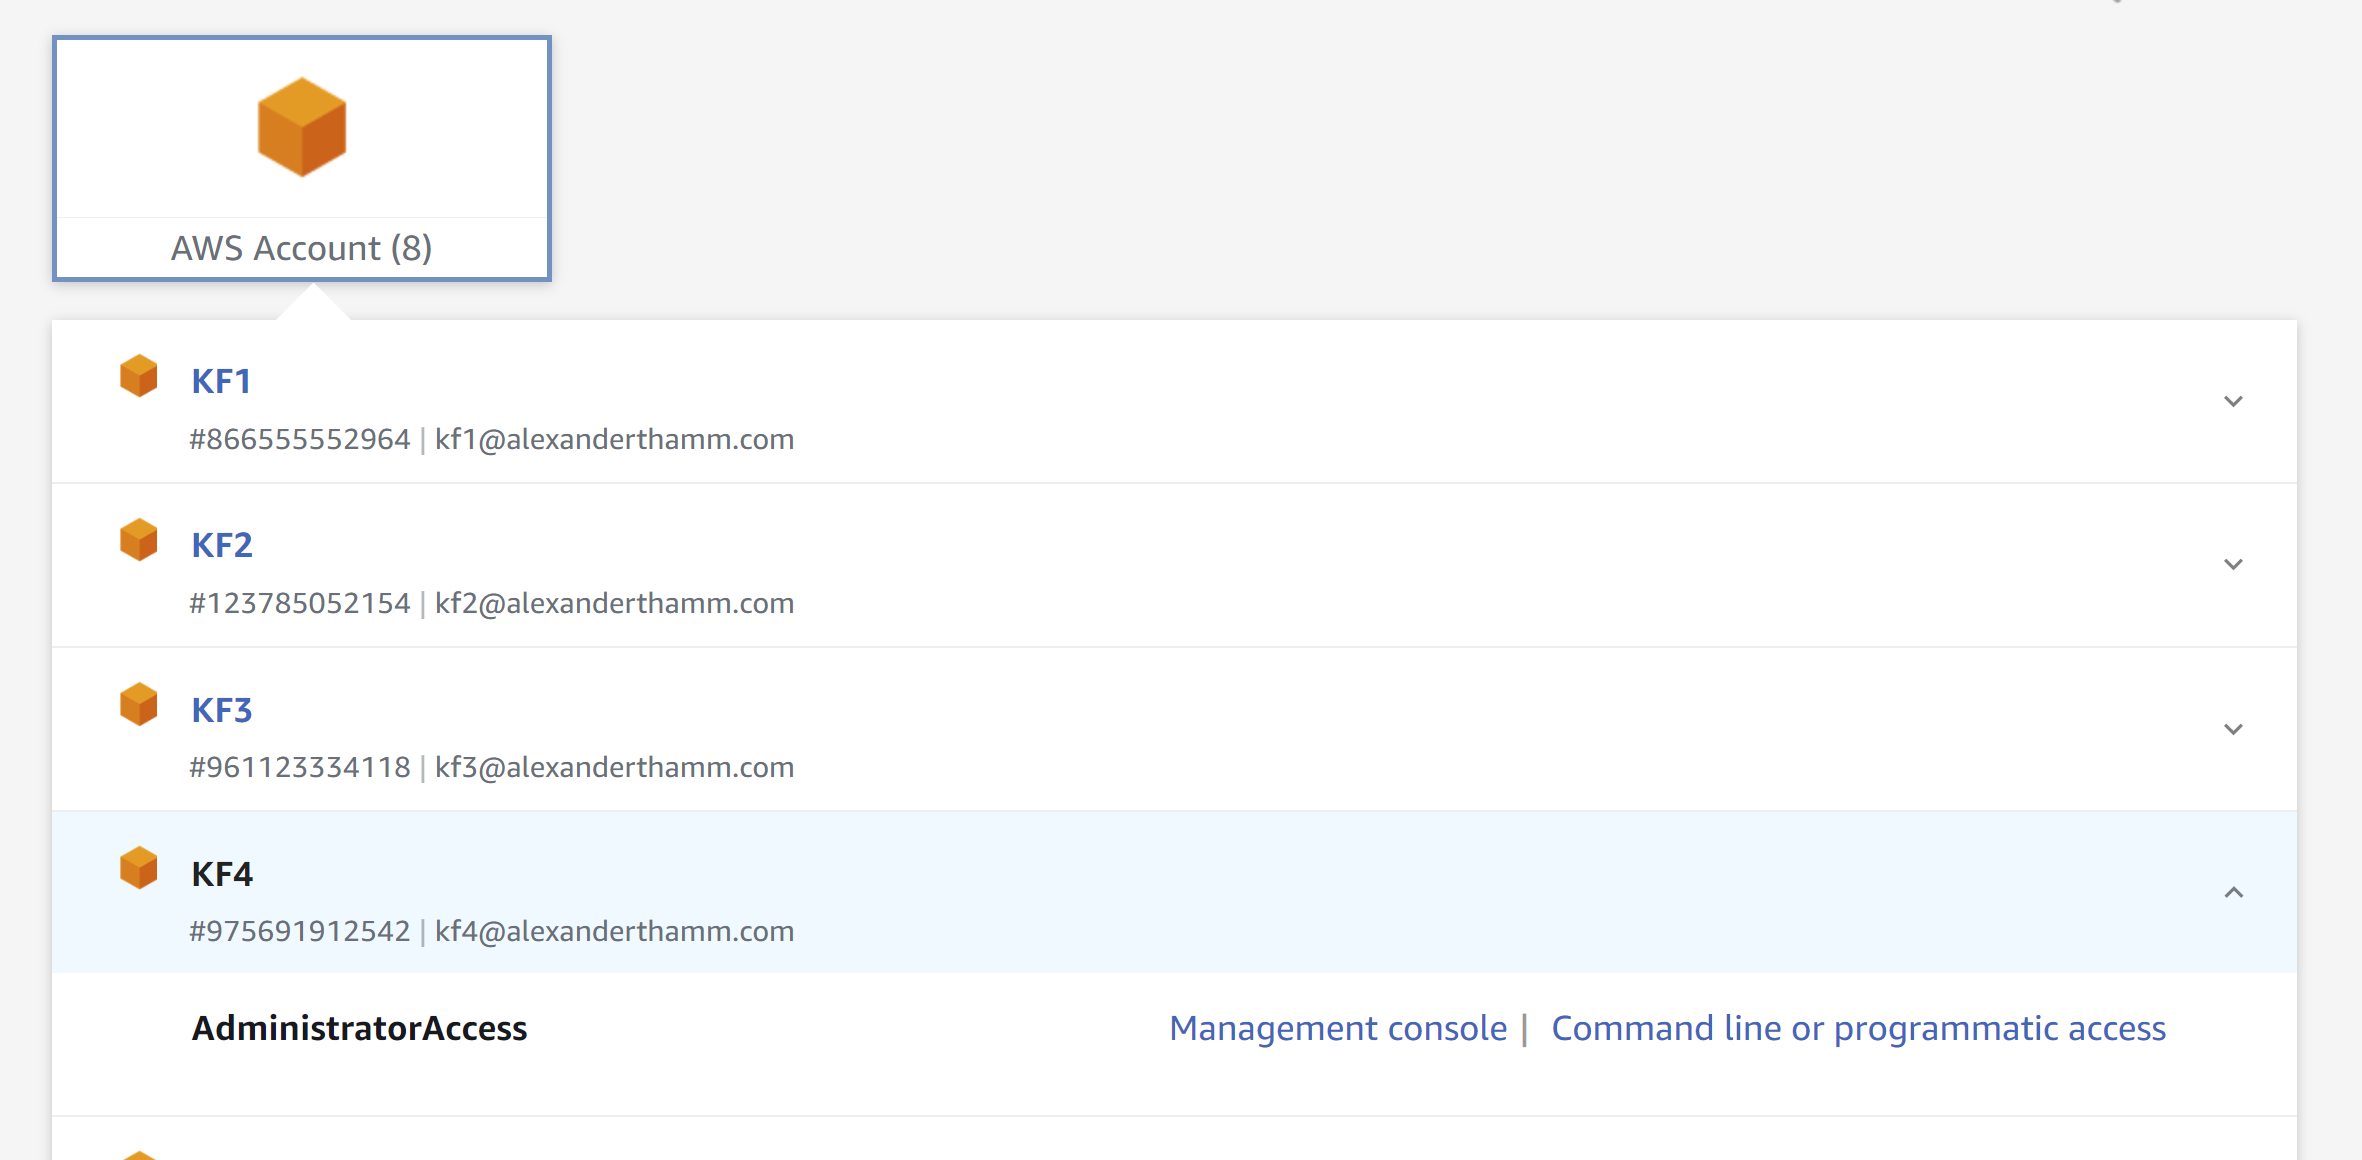 AWS Account (8)
KF1
#866555552964 | kf1@alexanderthamm.com
KF2
#123785052154 | kf2@alexanderthamm.com
KF3
#961123334118 | kf3@alexanderthamm.com
KF4
#975691912542 | kf4@alexanderthamm.com
AdministratorAccess Management console | Command line or programmatic access